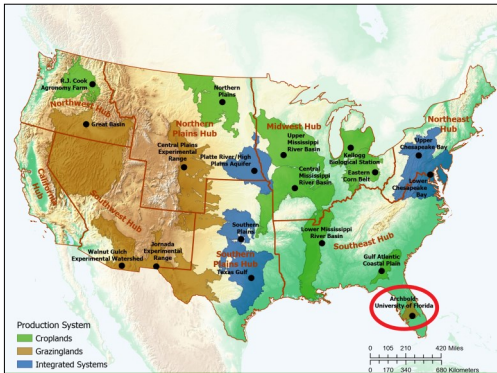 R.J. Cook
Agronomy Farm
Northwest Hub
Great Basin
Northern
Plains
Northern
Plains Hub
Central Plains
Experimental
Range
Platte River/High
Plains Aquifer
Midwest Hub
Upper
Mississippi
River Basin
Central
Mississippi
River Basin
Kellogg
Biological Station
Eastern
Corn Belt
Northeast
Hub
Upper
Chesapeake Bay
Lower
Chesapeake
Bay
California
Hub
Southwest Hub
Walnut Gulch
Experimental Watershed
Jornada
Experimental
Range
Southern
Plains
Southern
Plains Hub
Texas Gulf
Lower Mississippi
River Basin
Southeast Hub
Gulf Atlantic
Coastal Plain
Archbold-
University of Florida
Production System
Croplands
Grazinglands
Integrated Systems
0 105 210 420 Miles
0 170 340 680 Kilometers